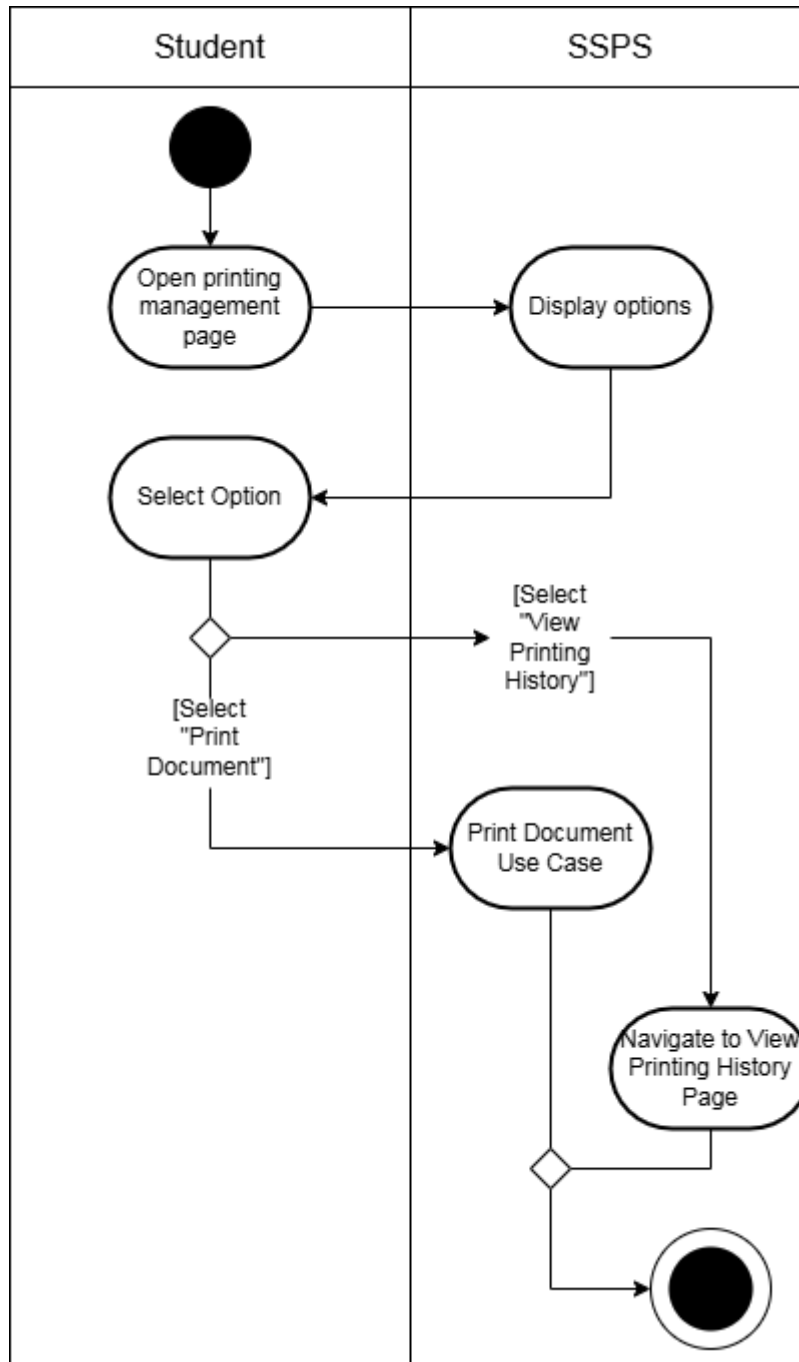 Student
SSPS
Open printing
management
page
Display options
Select Option
[Select
"View
Printing
History"]
[Select
"Print
Document"]
Print Document
Use Case
Navigate to View
Printing History
Page